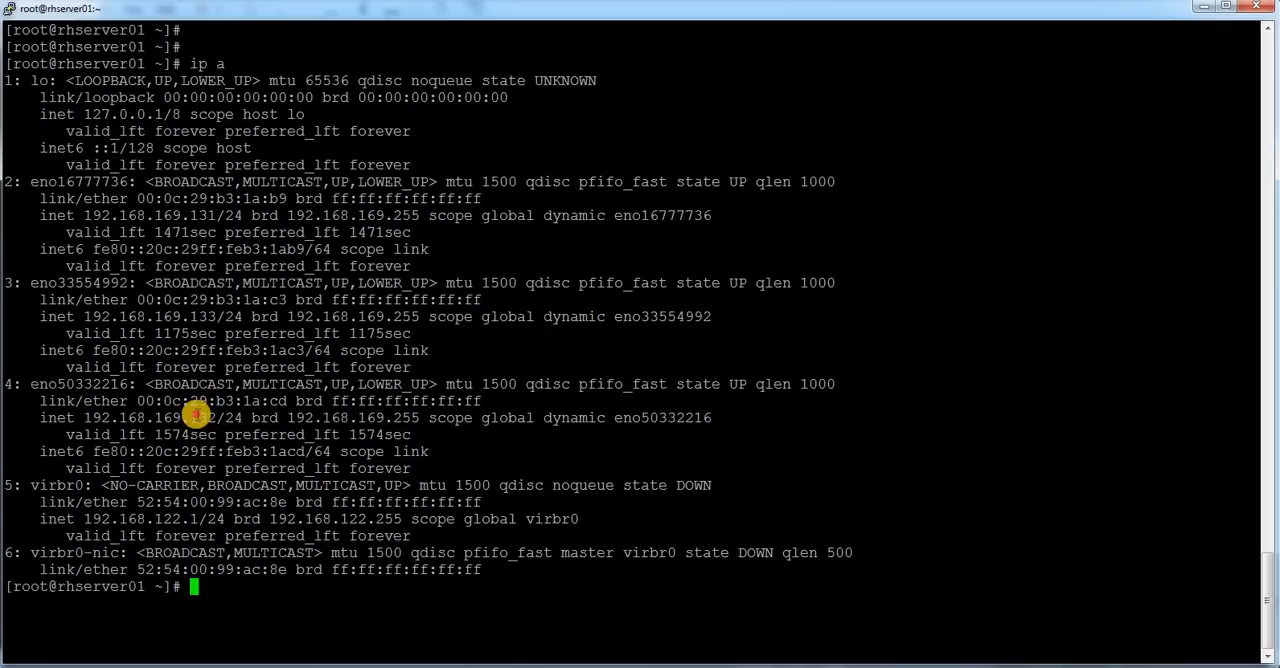 root@rhserver01:~
[root@rhserver01 ~]#
[root@rhserver01 ~]#
[root@rhserver01 ~]# ip a
1: lo: <LOOPBACK,UP,LOWER_UP> mtu 65536 qdisc noqueue state UNKNOWN
link/loopback 00:00:00:00:00:00 brd 00:00:00:00:00:00
inet 127.0.0.1/8 scope host lo
valid_lft forever preferred_lft forever
inet6 ::1/128 scope host
valid_lft forever preferred_lft forever
2: eno16777736: <BROADCAST,MULTICAST,UP,LOWER_UP> mtu 1500 qdisc pfifo_fast state UP qlen 1000
link/ether 00:0c:29:b3:1a:b9 brd ff:ff:ff:ff:ff:ff
inet 192.168.169.131/24 brd 192.168.169.255 scope global dynamic eno16777736
valid_lft 1471sec preferred_lft 1471sec
inet6 fe80::20c:29ff:feb3:1ab9/64 scope link
valid_lft forever preferred_lft forever
3: eno33554992: <BROADCAST,MULTICAST,UP,LOWER_UP> mtu 1500 qdisc pfifo_fast state UP qlen 1000
link/ether 00:0c:29:b3:1a:c3 brd ff:ff:ff:ff:ff:ff
inet 192.168.169.133/24 brd 192.168.169.255 scope global dynamic eno33554992
valid_lft 1175sec preferred_lft 1175sec
inet6 fe80::20c:29ff:feb3:1ac3/64 scope link
valid_lft forever preferred_lft forever
4: eno50332216: <BROADCAST,MULTICAST,UP,LOWER_UP> mtu 1500 qdisc pfifo_fast state UP qlen 1000
link/ether 00:0c:29:b3:1a:cd brd ff:ff:ff:ff:ff:ff
inet brd 192.168.169.255 scope global dynamic eno50332216
valid_lft 1574sec preferred_lft 1574sec
inet6 fe80::20c:29ff:feb3:1acd/64 scope link
valid_lft forever preferred_lft forever
5: virbr0: <NO-CARRIER,BROADCAST,MULTICAST,UP> mtu 1500 qdisc noqueue state DOWN
link/ether 52:54:00:99:ac:8e brd ff:ff:ff:ff:ff:ff
inet 192.168.122.1/24 brd 192.168.122.255 scope global virbr0
valid_lft forever preferred_lft forever
6: virbr0-nic: <BROADCAST,MULTICAST> mtu 1500 qdisc pfifo_fast master virbr0 state DOWN qlen 500
link/ether 52:54:00:99:ac:8e brd ff:ff:ff:ff:ff:ff
[root@rhserver01 ~]#